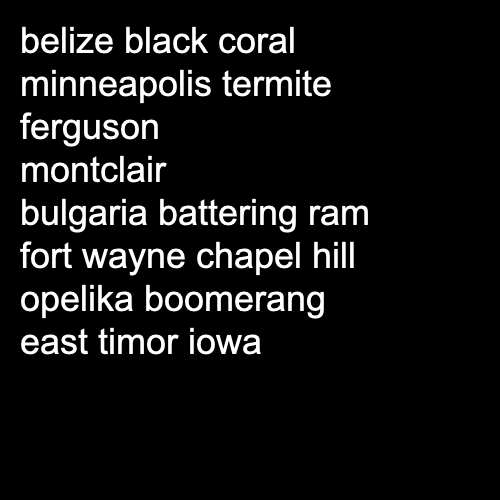 belize black coral
minneapolis termite
ferguson
montclair
bulgaria battering ram
fort wayne chapel hill
opelika boomerang
east timor iowa